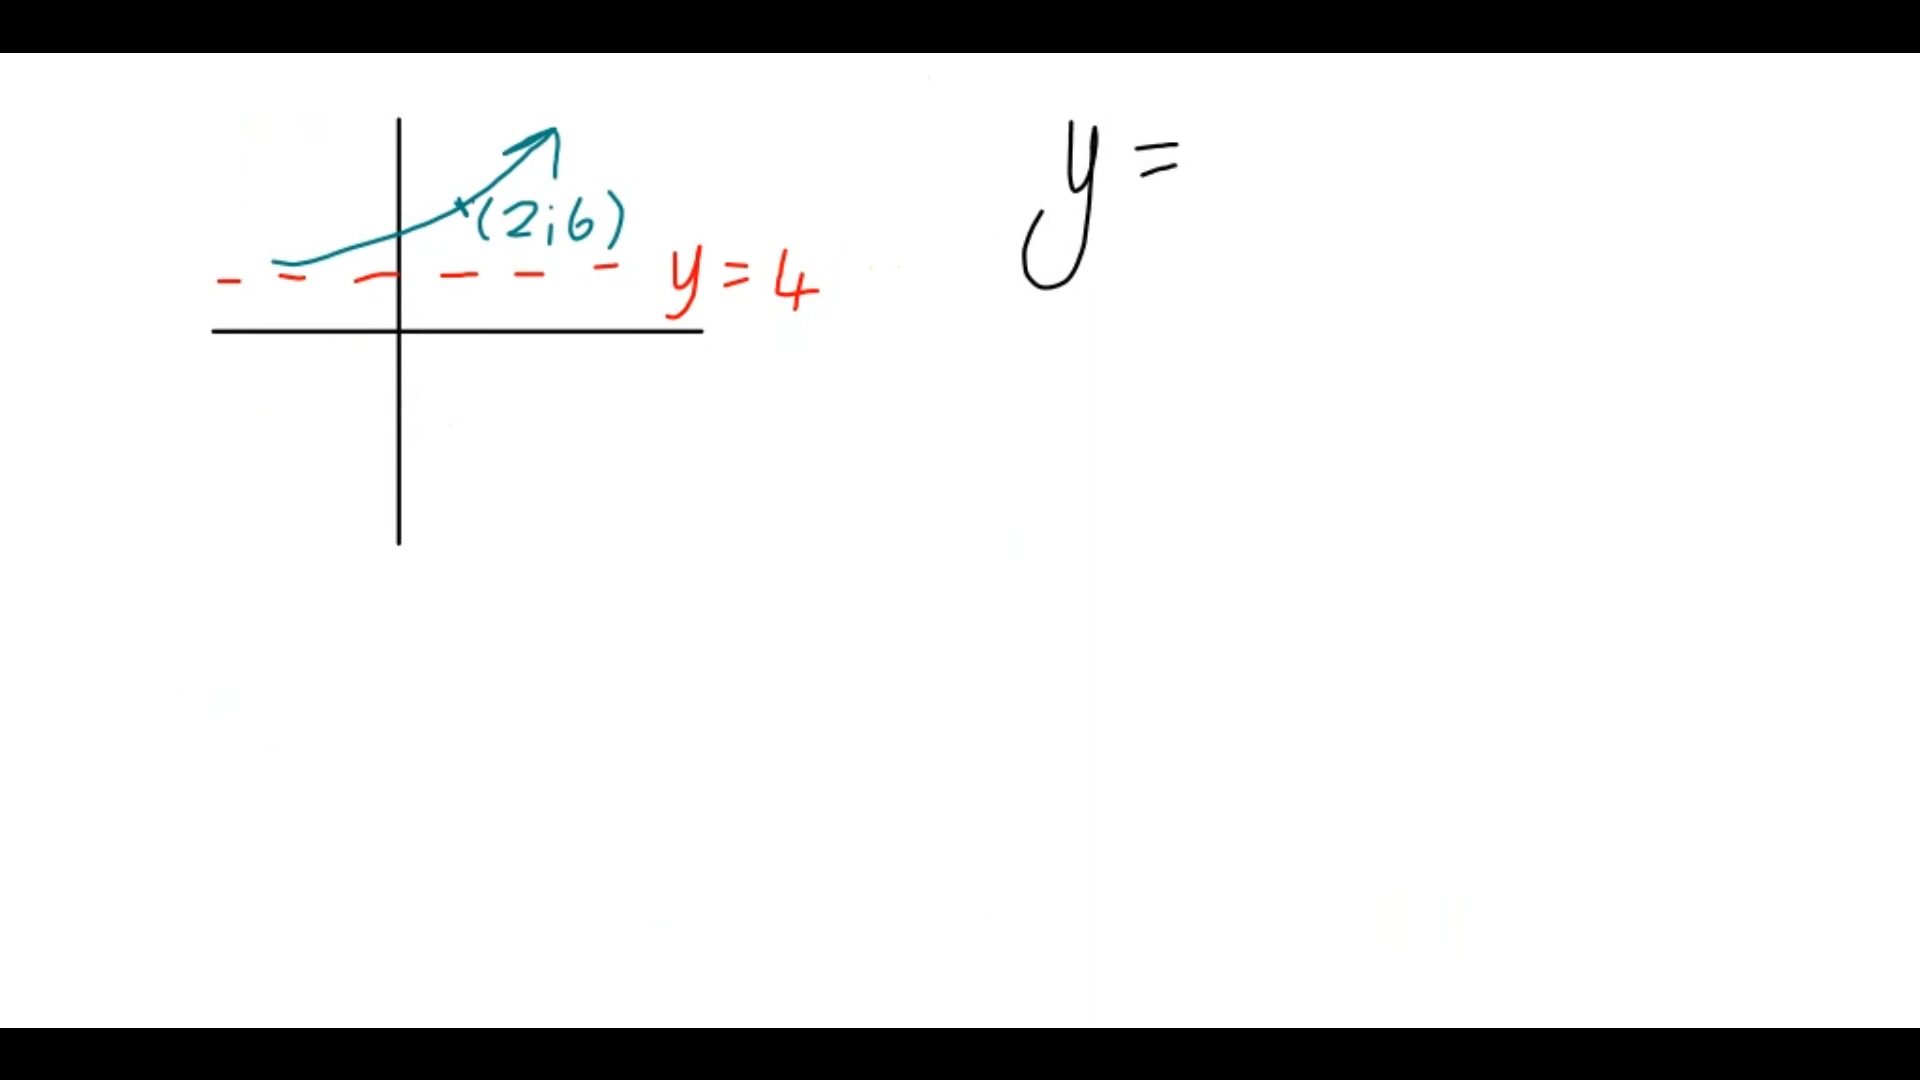 y =
(2;6)
y = 4